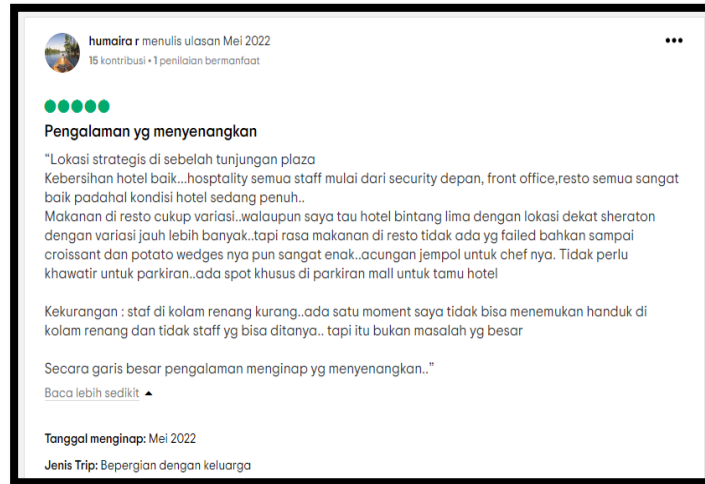 humaira r menulis ulasan Mei 2022
15 kontribusi • 1 penilaian bermanfaat
Pengalaman yg menyenangkan
"Lokasi strategis di sebelah tunjungan plaza
Kebersihan hotel baik...hosptality semua staff mulai dari security depan, front office,resto semua sangat
baik padahal kondisi hotel sedang penuh..
Makanan di resto cukup variasi..walaupun saya tau hotel bintang lima dengan lokasi dekat sheraton
dengan variasi jauh lebih banyak..tapi rasa makanan di resto tidak ada yg failed bahkan sampai
croissant dan potato wedges nya pun sangat enak..acungan jempol untuk chef nya. Tidak perlu
khawatir untuk parkiran..ada spot khusus di parkiran mall untuk tamu hotel
Kekurangan : staf di kolam renang kurang..ada satu moment saya tidak bisa menemukan handuk di
kolam renang dan tidak staff yg bisa ditanya.. tapi itu bukan masalah yg besar
Secara garis besar pengalaman menginap yg menyenangkan.."
Baca lebih sedikit
Tanggal menginap: Mei 2022
Jenis Trip: Bepergian dengan keluarga